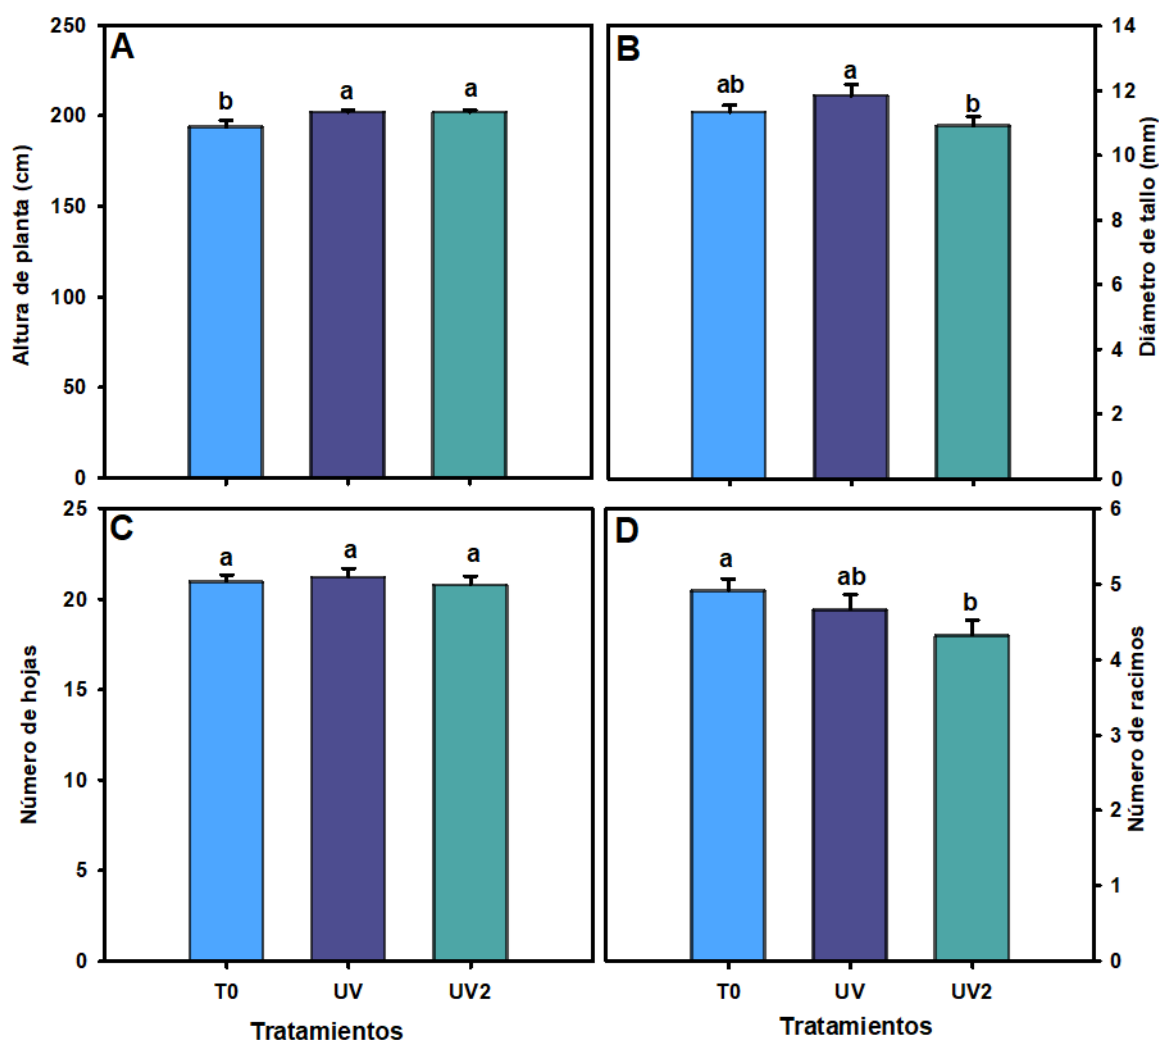 A
250
200
150
100
50
0
Altura de planta (cm)
b
a
a
B
14
12
10
8
6
4
2
0
Diámetro de tallo (mm)
ab
a
b
C
25
20
15
10
5
0
Número de hojas
a
a
a
T0
UV
UV2
Tratamientos
D
6
5
4
3
2
1
0
Número de racimos
a
ab
b
T0
UV
UV2
Tratamientos